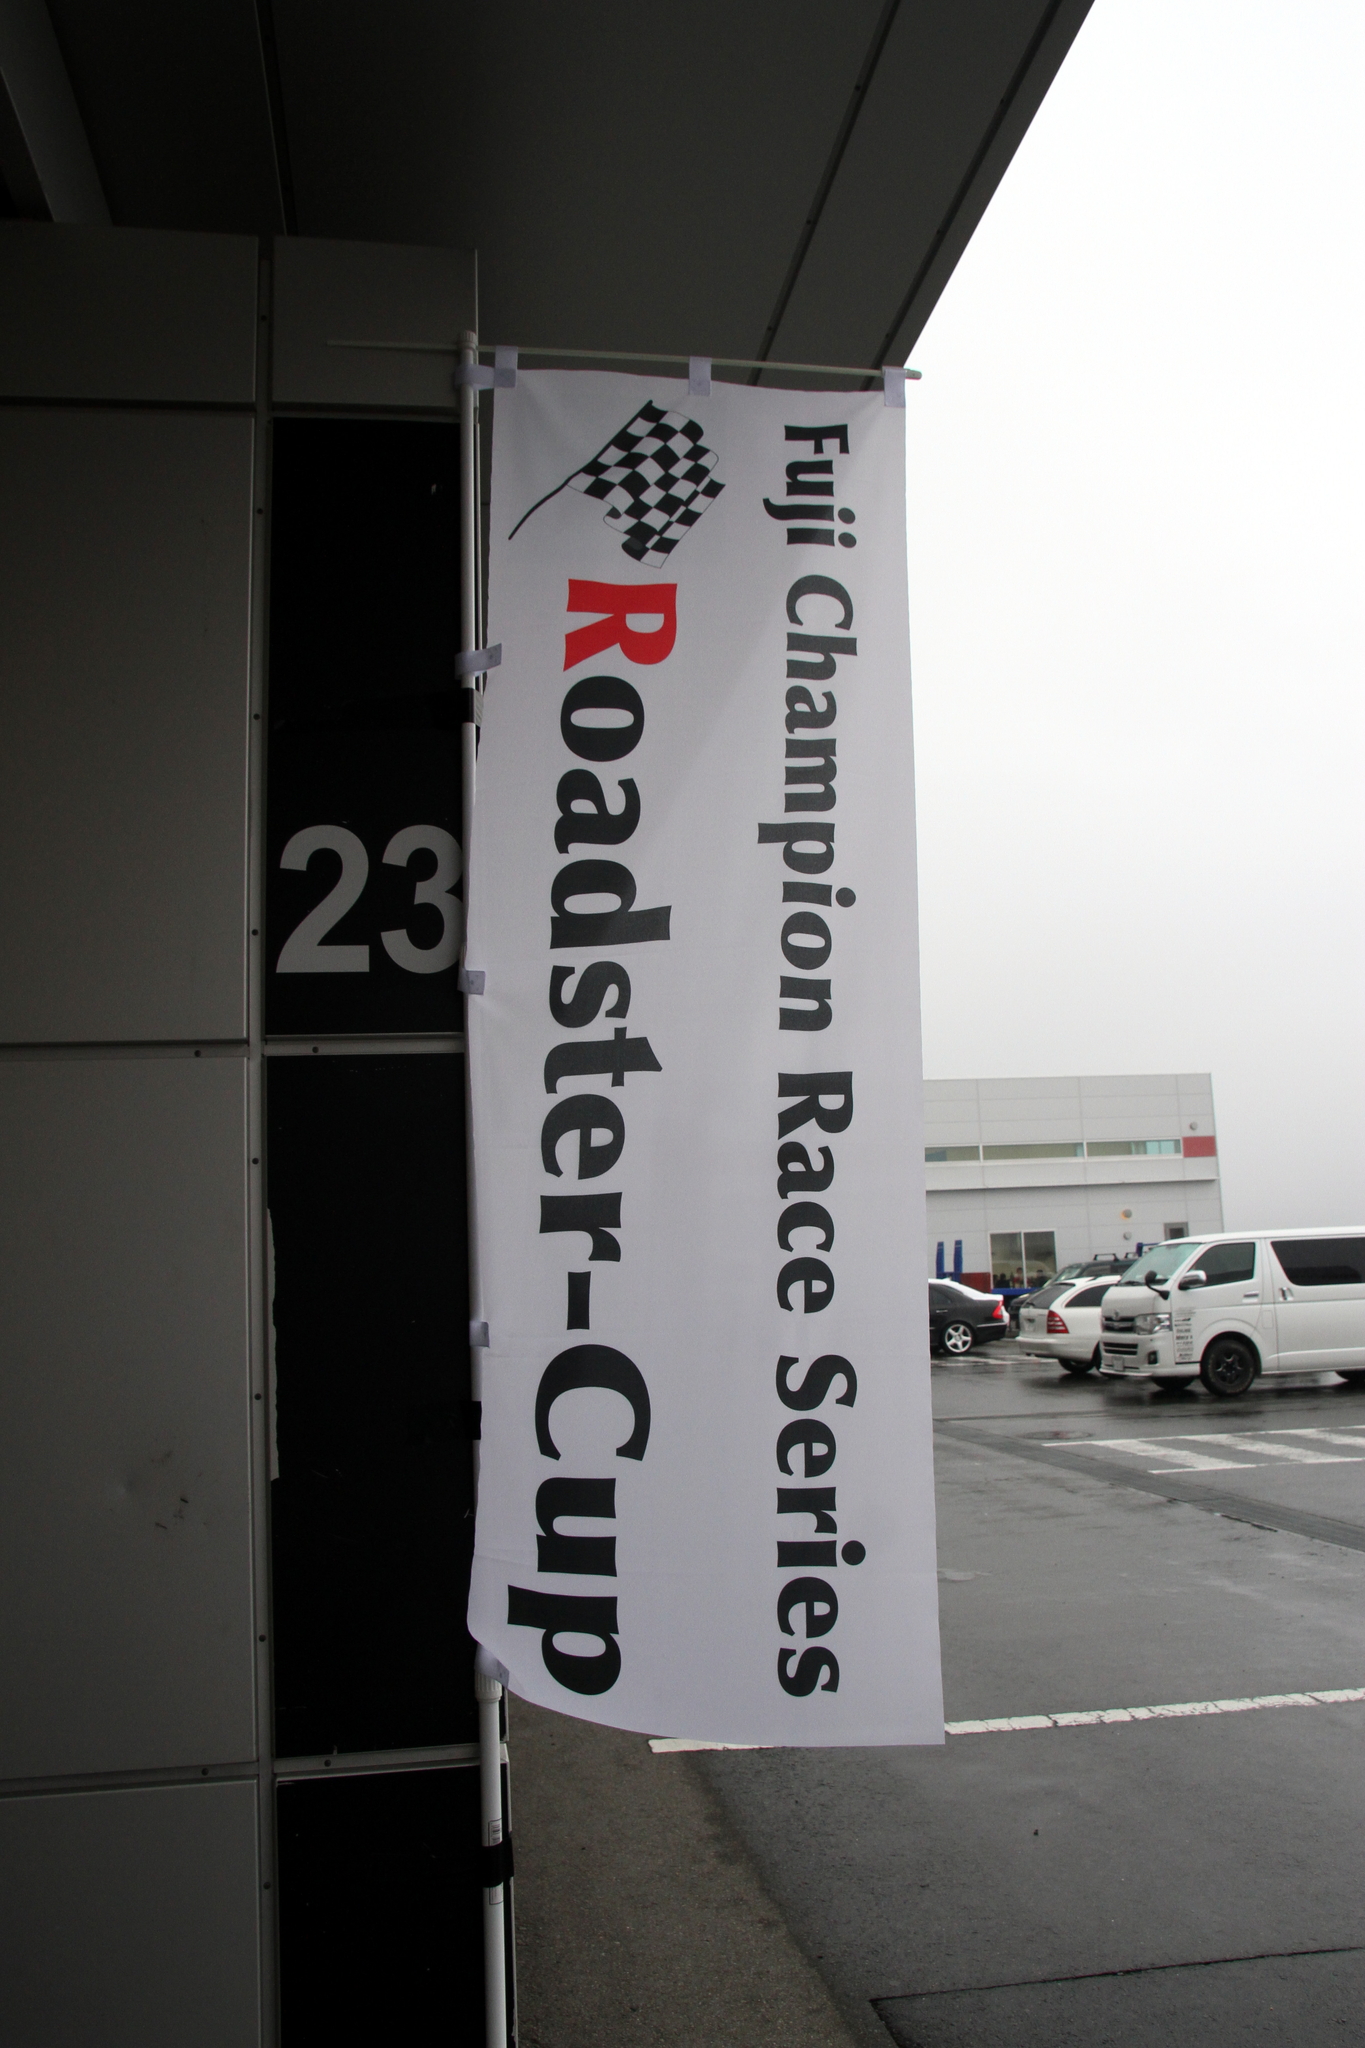 Fuji Champion Race Series
Roadster-Cup
23